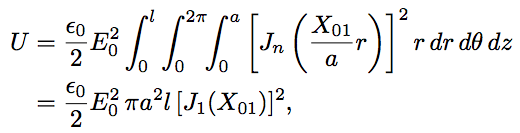 U = \frac{\epsilon_0}{2} E_0^2 \int_0^l \int_0^{2\pi} \int_0^a \left[ J_n \left( \frac{X_{01}}{a} r \right) \right]^2 r \, dr \, d\theta \, dz
= \frac{\epsilon_0}{2} E_0^2 \, \pi a^2 l \, [J_1(X_{01})]^2,